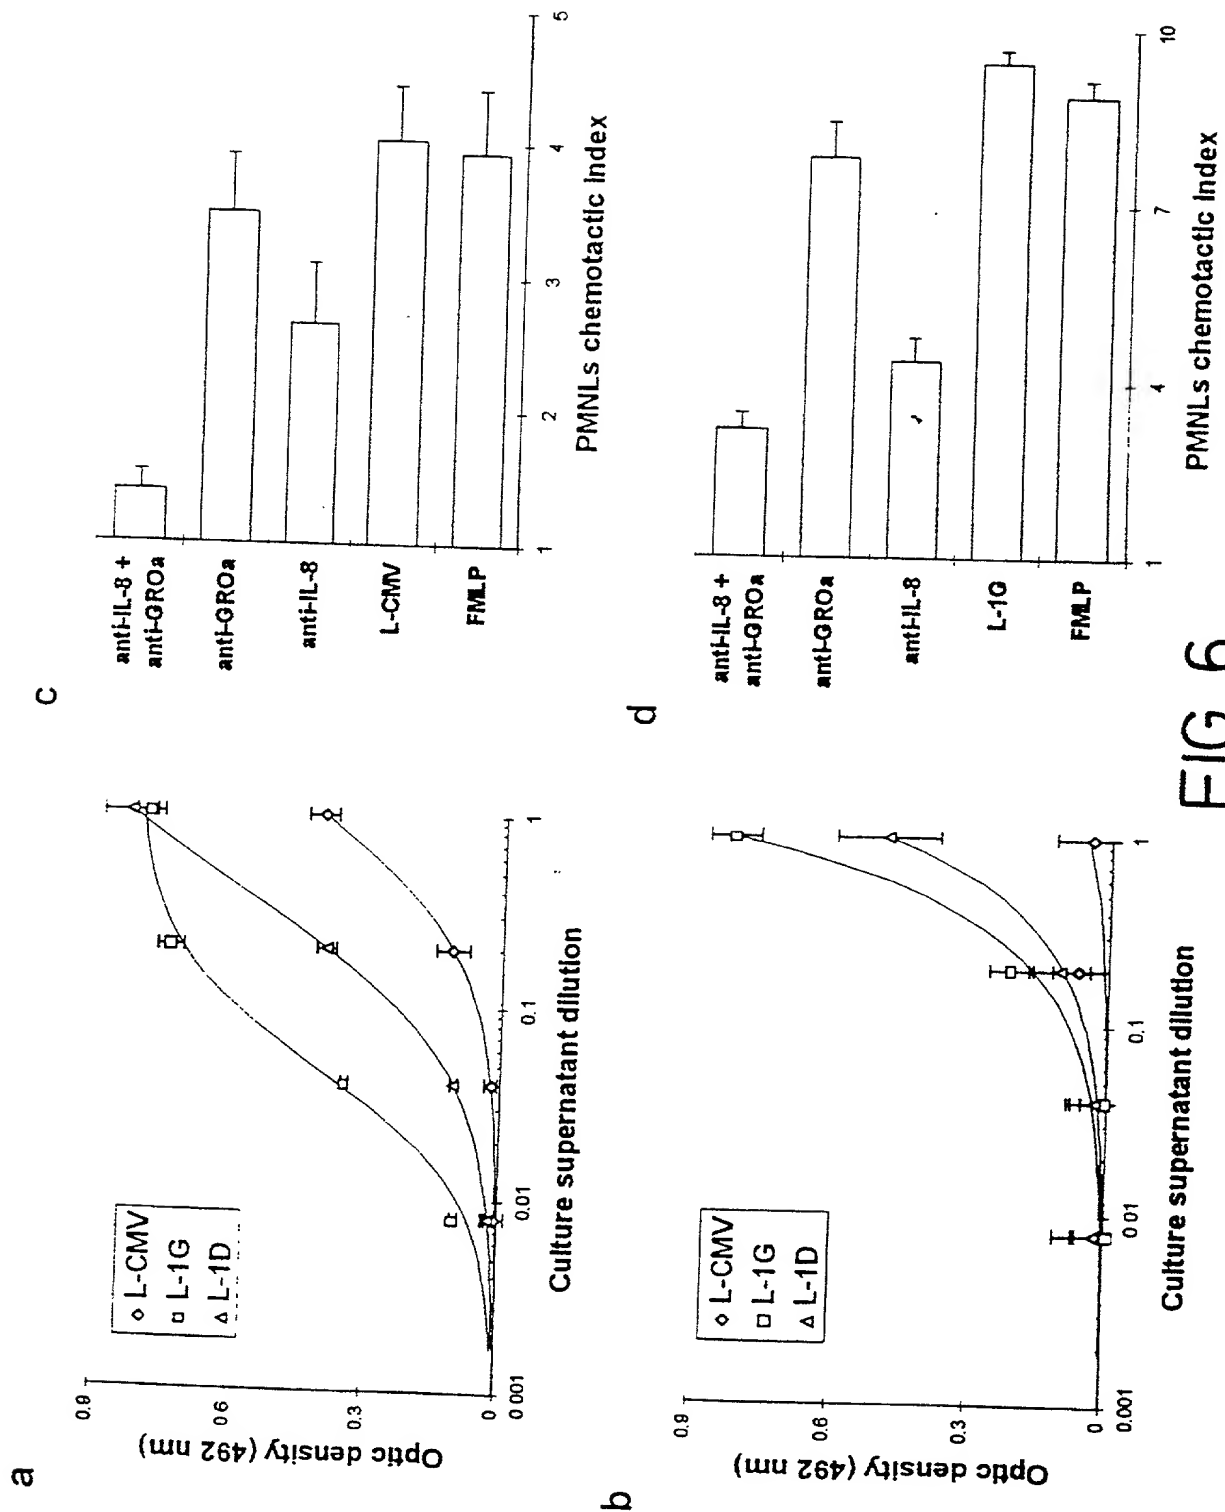 a
Optic density (492 nm)
0.9
0.6
0.3
0
L-CMV
L-1G
L-1D
0.001
0.01
0.1
1
Culture supernatant dilution
b
Optic density (492 nm)
0.9
0.6
0.3
0
L-CMV
L-1G
L-1D
0.001
0.01
0.1
1
Culture supernatant dilution
c
anti-IL-8 +
anti-GROa
anti-GROa
anti-IL-8
L-CMV
FMLP
1
2
3
4
5
PMNLs chemotactic index
d
anti-IL-8 +
anti-GROa
anti-GROa
anti-IL-8
L-1G
FMLP
1
4
7
10
PMNLs chemotactic index
FIG. 6